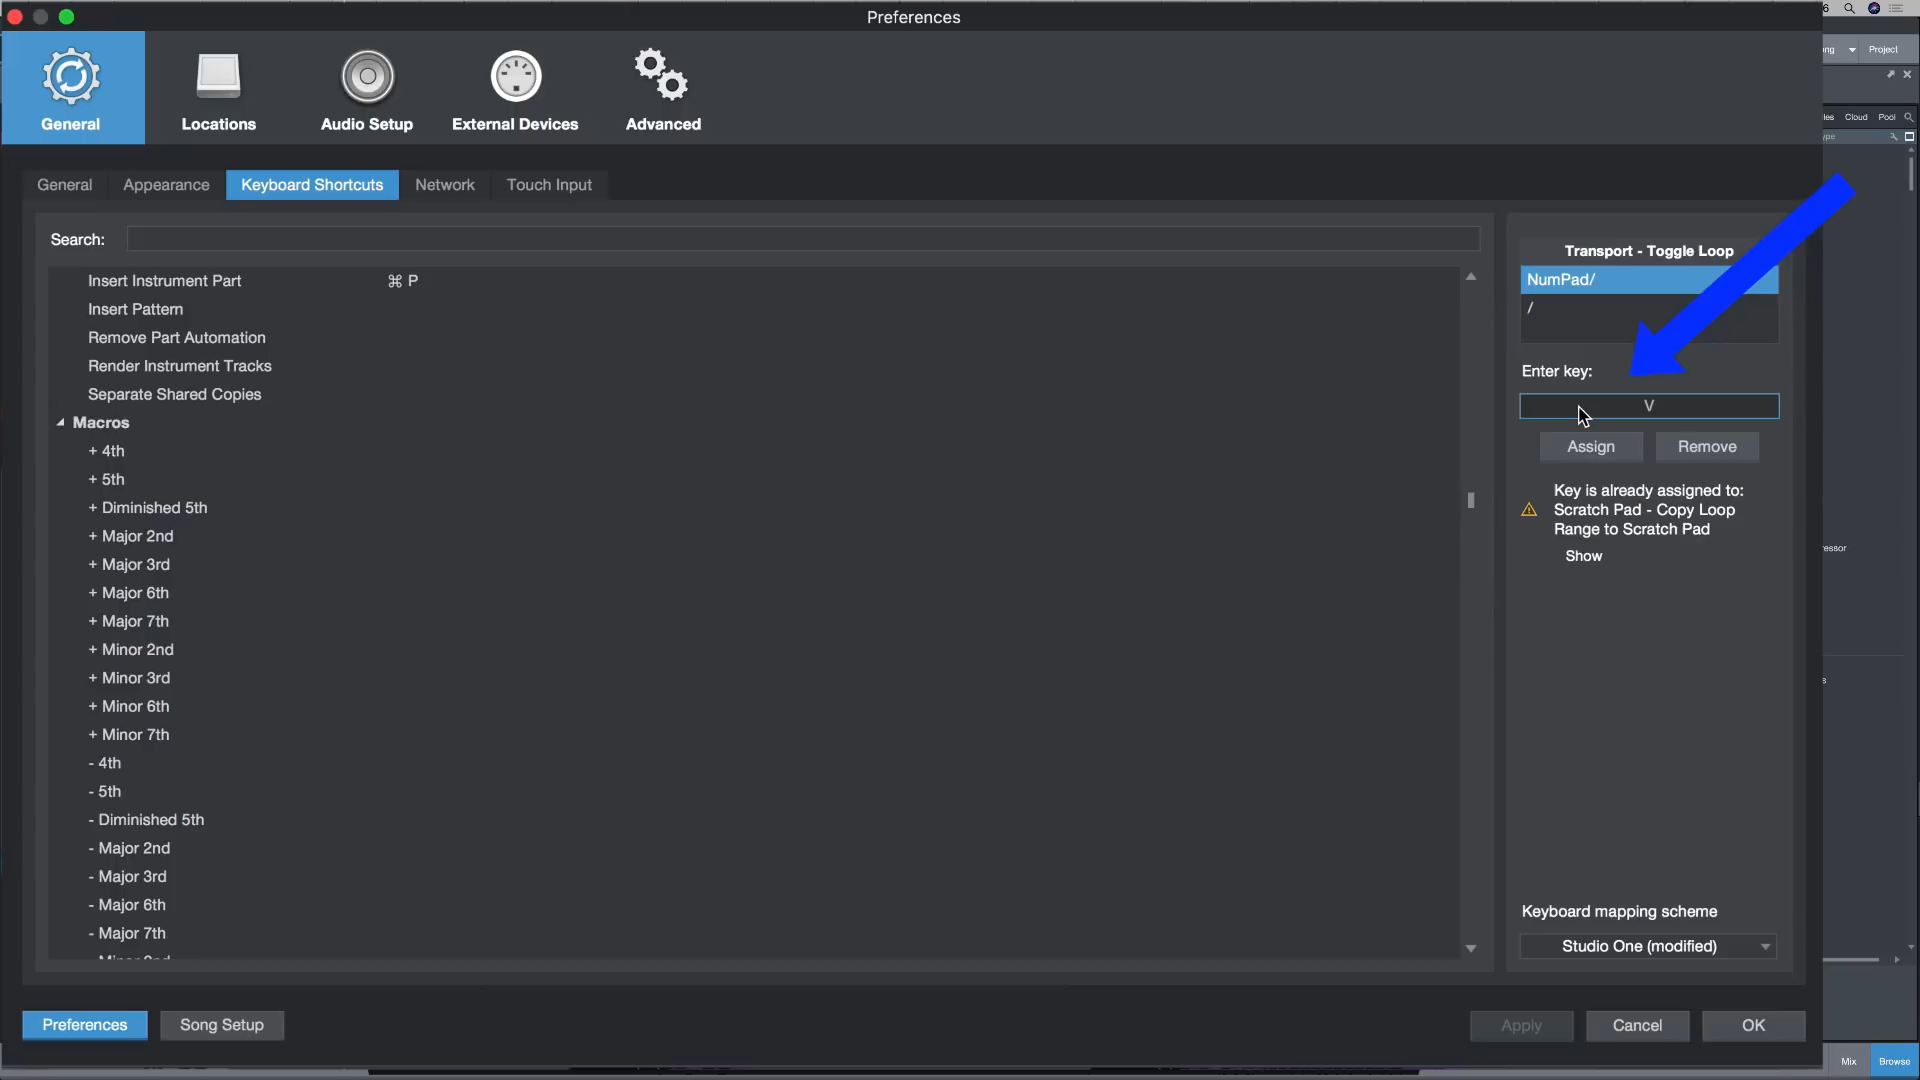 Preferences
General
Locations
Audio Setup
External Devices
Advanced
Project
General
Appearance
Keyboard Shortcuts
Network
Touch Input
Cloud
Pool
Search:
Insert Instrument Part ⌘ P
Insert Pattern
Remove Part Automation
Render Instrument Tracks
Separate Shared Copies
Macros
+ 4th
+ 5th
+ Diminished 5th
+ Major 2nd
+ Major 3rd
+ Major 6th
+ Major 7th
+ Minor 2nd
+ Minor 3rd
+ Minor 6th
+ Minor 7th
- 4th
- 5th
- Diminished 5th
- Major 2nd
- Major 3rd
- Major 6th
- Major 7th
Transport - Toggle Loop
NumPad/
/
Enter key:
V
Assign
Remove
Key is already assigned to:
Scratch Pad - Copy Loop
Range to Scratch Pad
Show
Keyboard mapping scheme
Studio One (modified)
Preferences
Song Setup
Apply
Cancel
OK
Mix
Browse